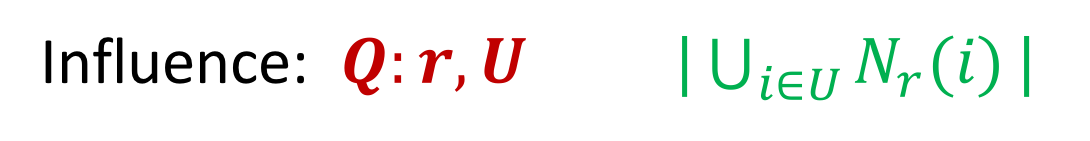 Influence: Q: r, U | ⋃_{i∈U} N_r(i) |